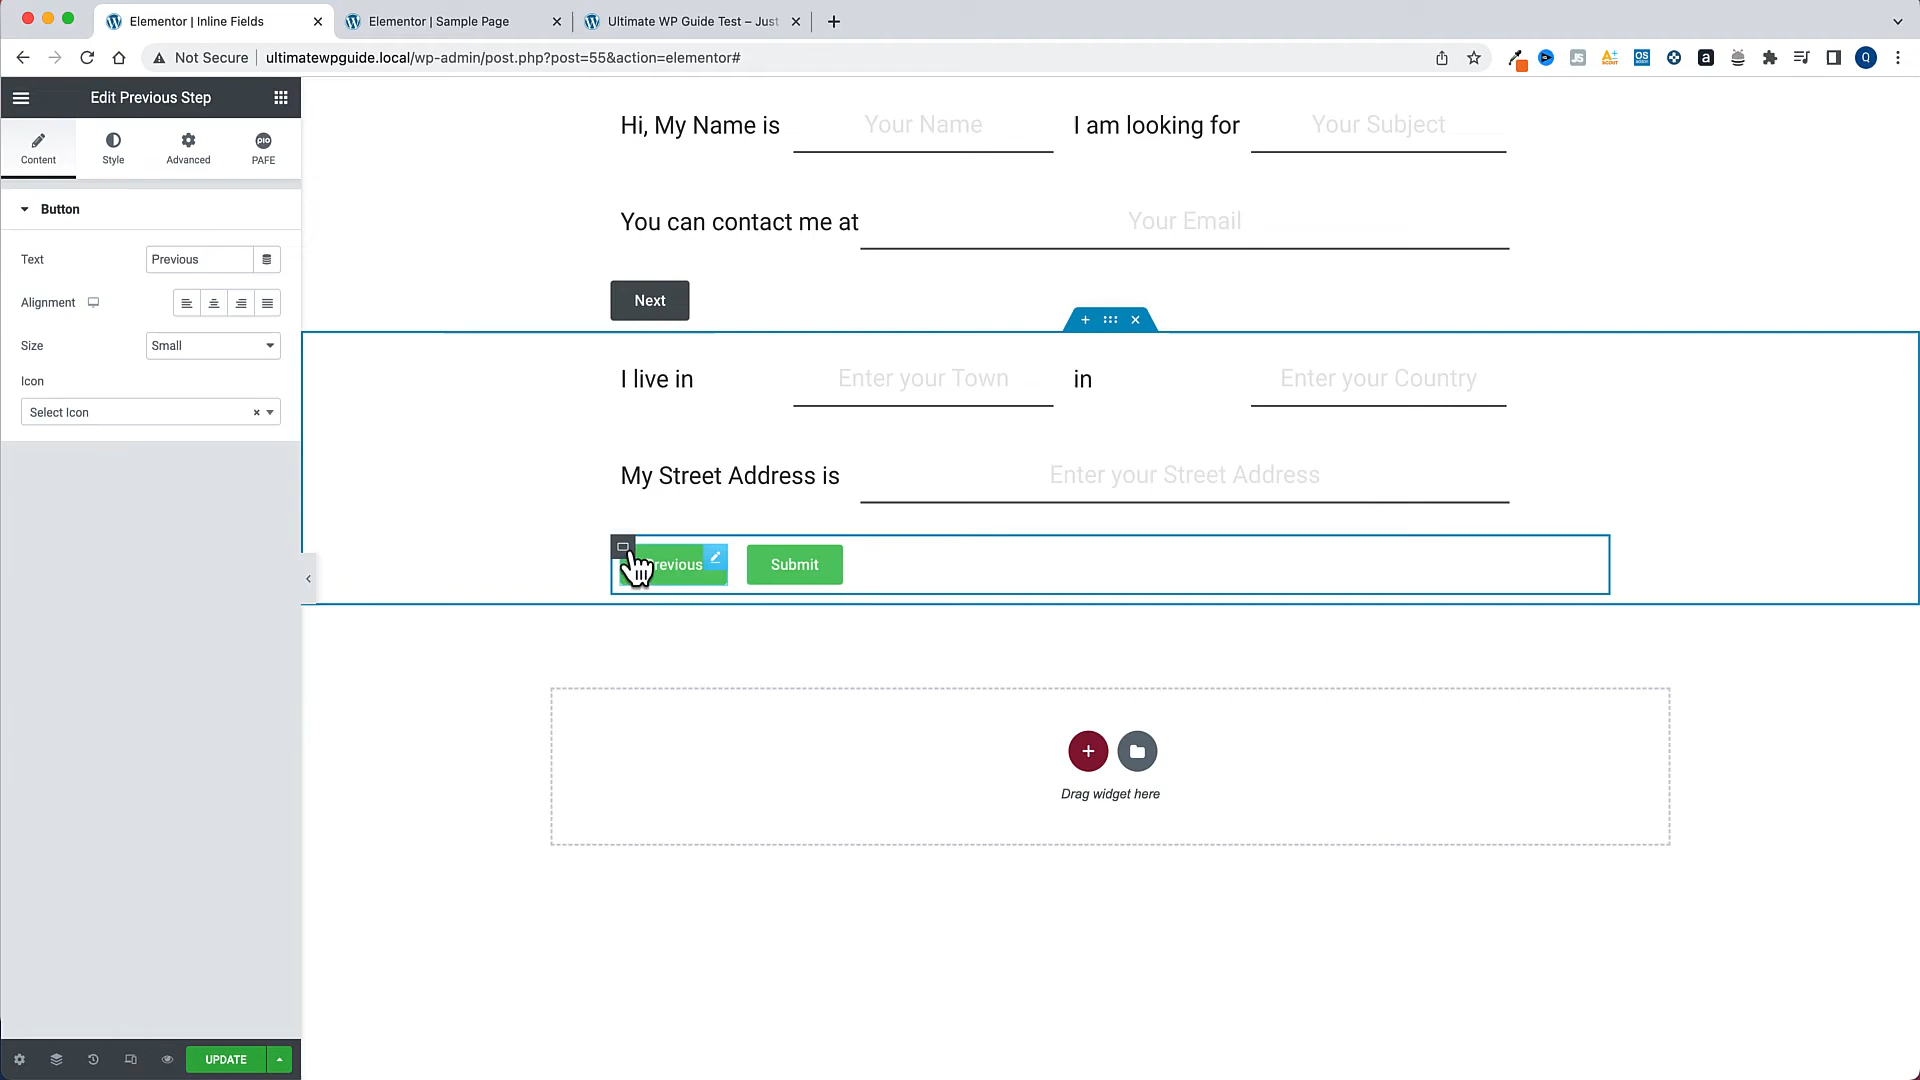 Elementor | Inline Fields
Elementor | Sample Page
Ultimate WP Guide Test – Just
Not Secure
ultimatewpguide.local/wp-admin/post.php?post=55&action=elementor#
Q
Edit Previous Step
Content
Style
Advanced
PAFE
Button
Text
Previous
Alignment
Size
Small
Icon
Select Icon
UPDATE
Hi, My Name is
Your Name
I am looking for
Your Subject
You can contact me at
Your Email
Next
I live in
Enter your Town
in
Enter your Country
My Street Address is
Enter your Street Address
revious
Submit
Drag widget here